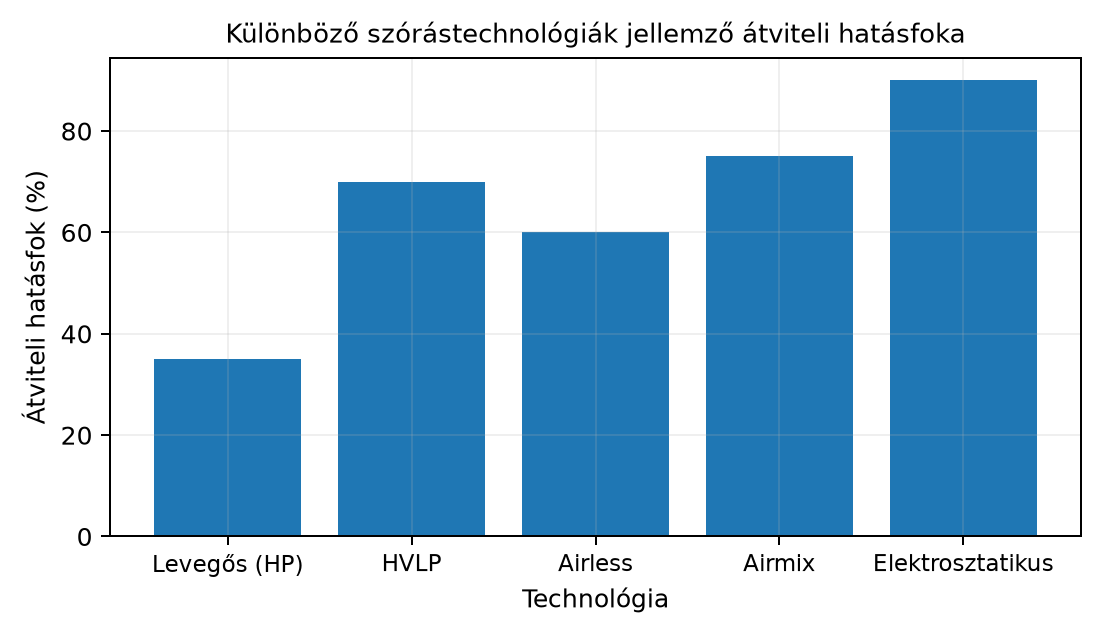 Különböző szórástechnológiák jellemző átviteli hatásfoka
Átviteli hatásfok (%)
80
60
40
20
0
Levegős (HP) HVLP Airless Airmix Elektrosztatikus
Technológia